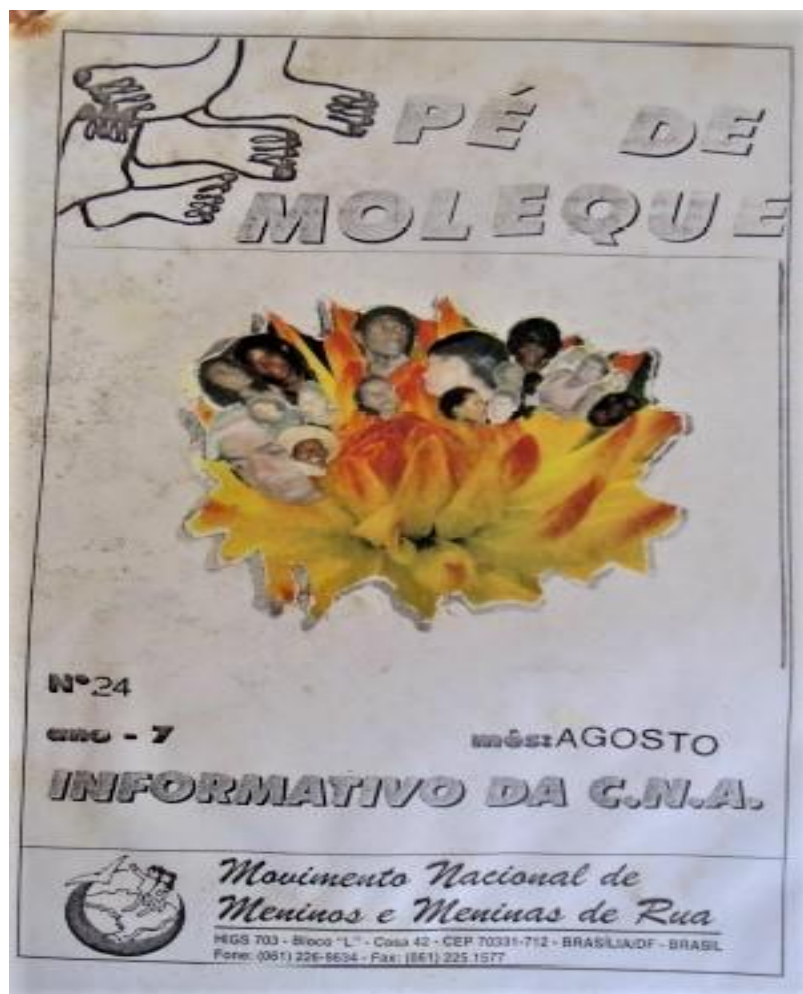 PÉ DE
MOLEQUE
Nº24
ano - 7
mês: AGOSTO
INFORMATIVO DA C.N.A.
Movimento Nacional de
Meninos e Meninas de Rua
HIGS 703 - Bloco "L" - Casa 42 - CEP 70331-712 - BRASÍLIA/DF - BRASIL
Fone: (061) 226-9634 - Fax: (061) 225.1577